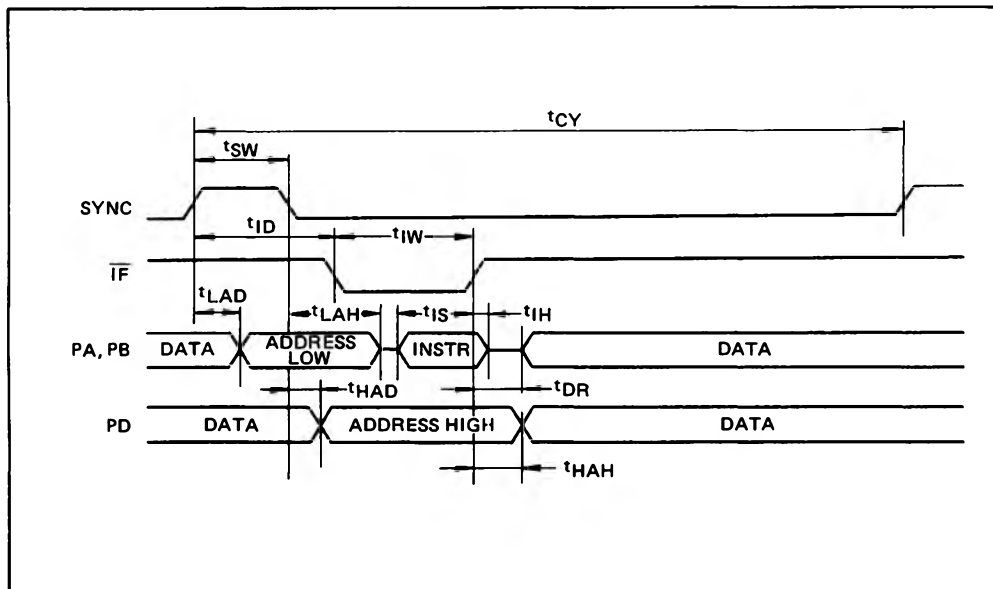 tCY
tSW
SYNC
tID
tIW
IF
tLAD
tLAH
tIS
tIH
PA, PB
DATA
ADDRESS
LOW
INSTR
DATA
tHAD
tDR
PD
DATA
ADDRESS HIGH
DATA
tHAH